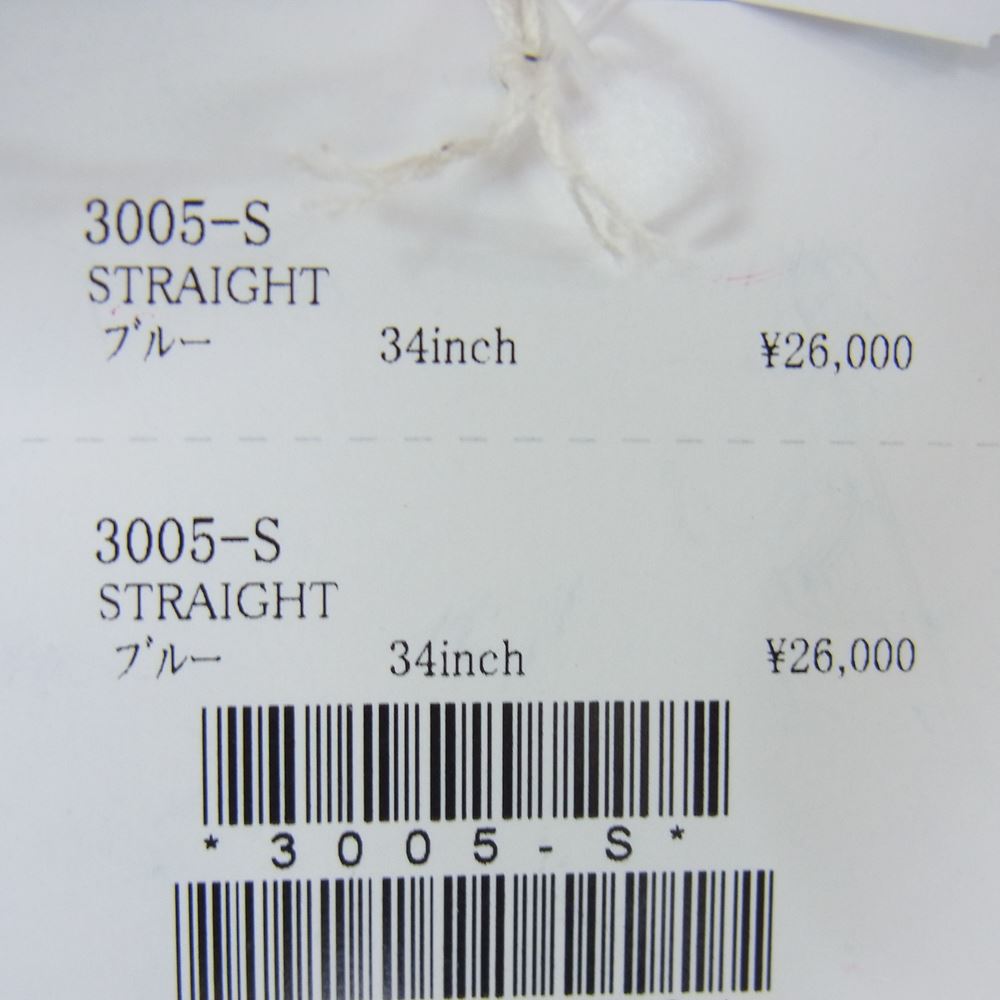 3005-S
STRAIGHT
ブルー 34inch ¥26,000
3005-S
STRAIGHT
ブルー 34inch ¥26,000
*3005-S*